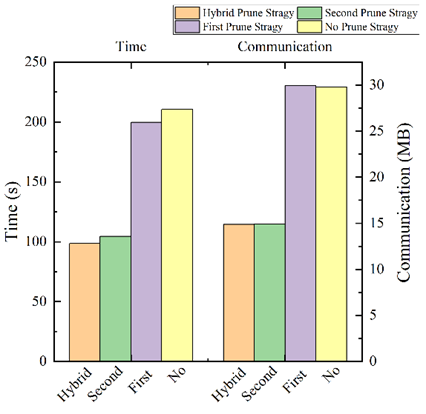 Hybrid Prune Stragy
Second Prune Stragy
First Prune Stragy
No Prune Stragy
Time
Communication
250
200
150
100
50
0
Time (s)
30
25
20
15
10
5
0
Communication (MB)
Hybrid
Second
First
No
Hybrid
Second
First
No